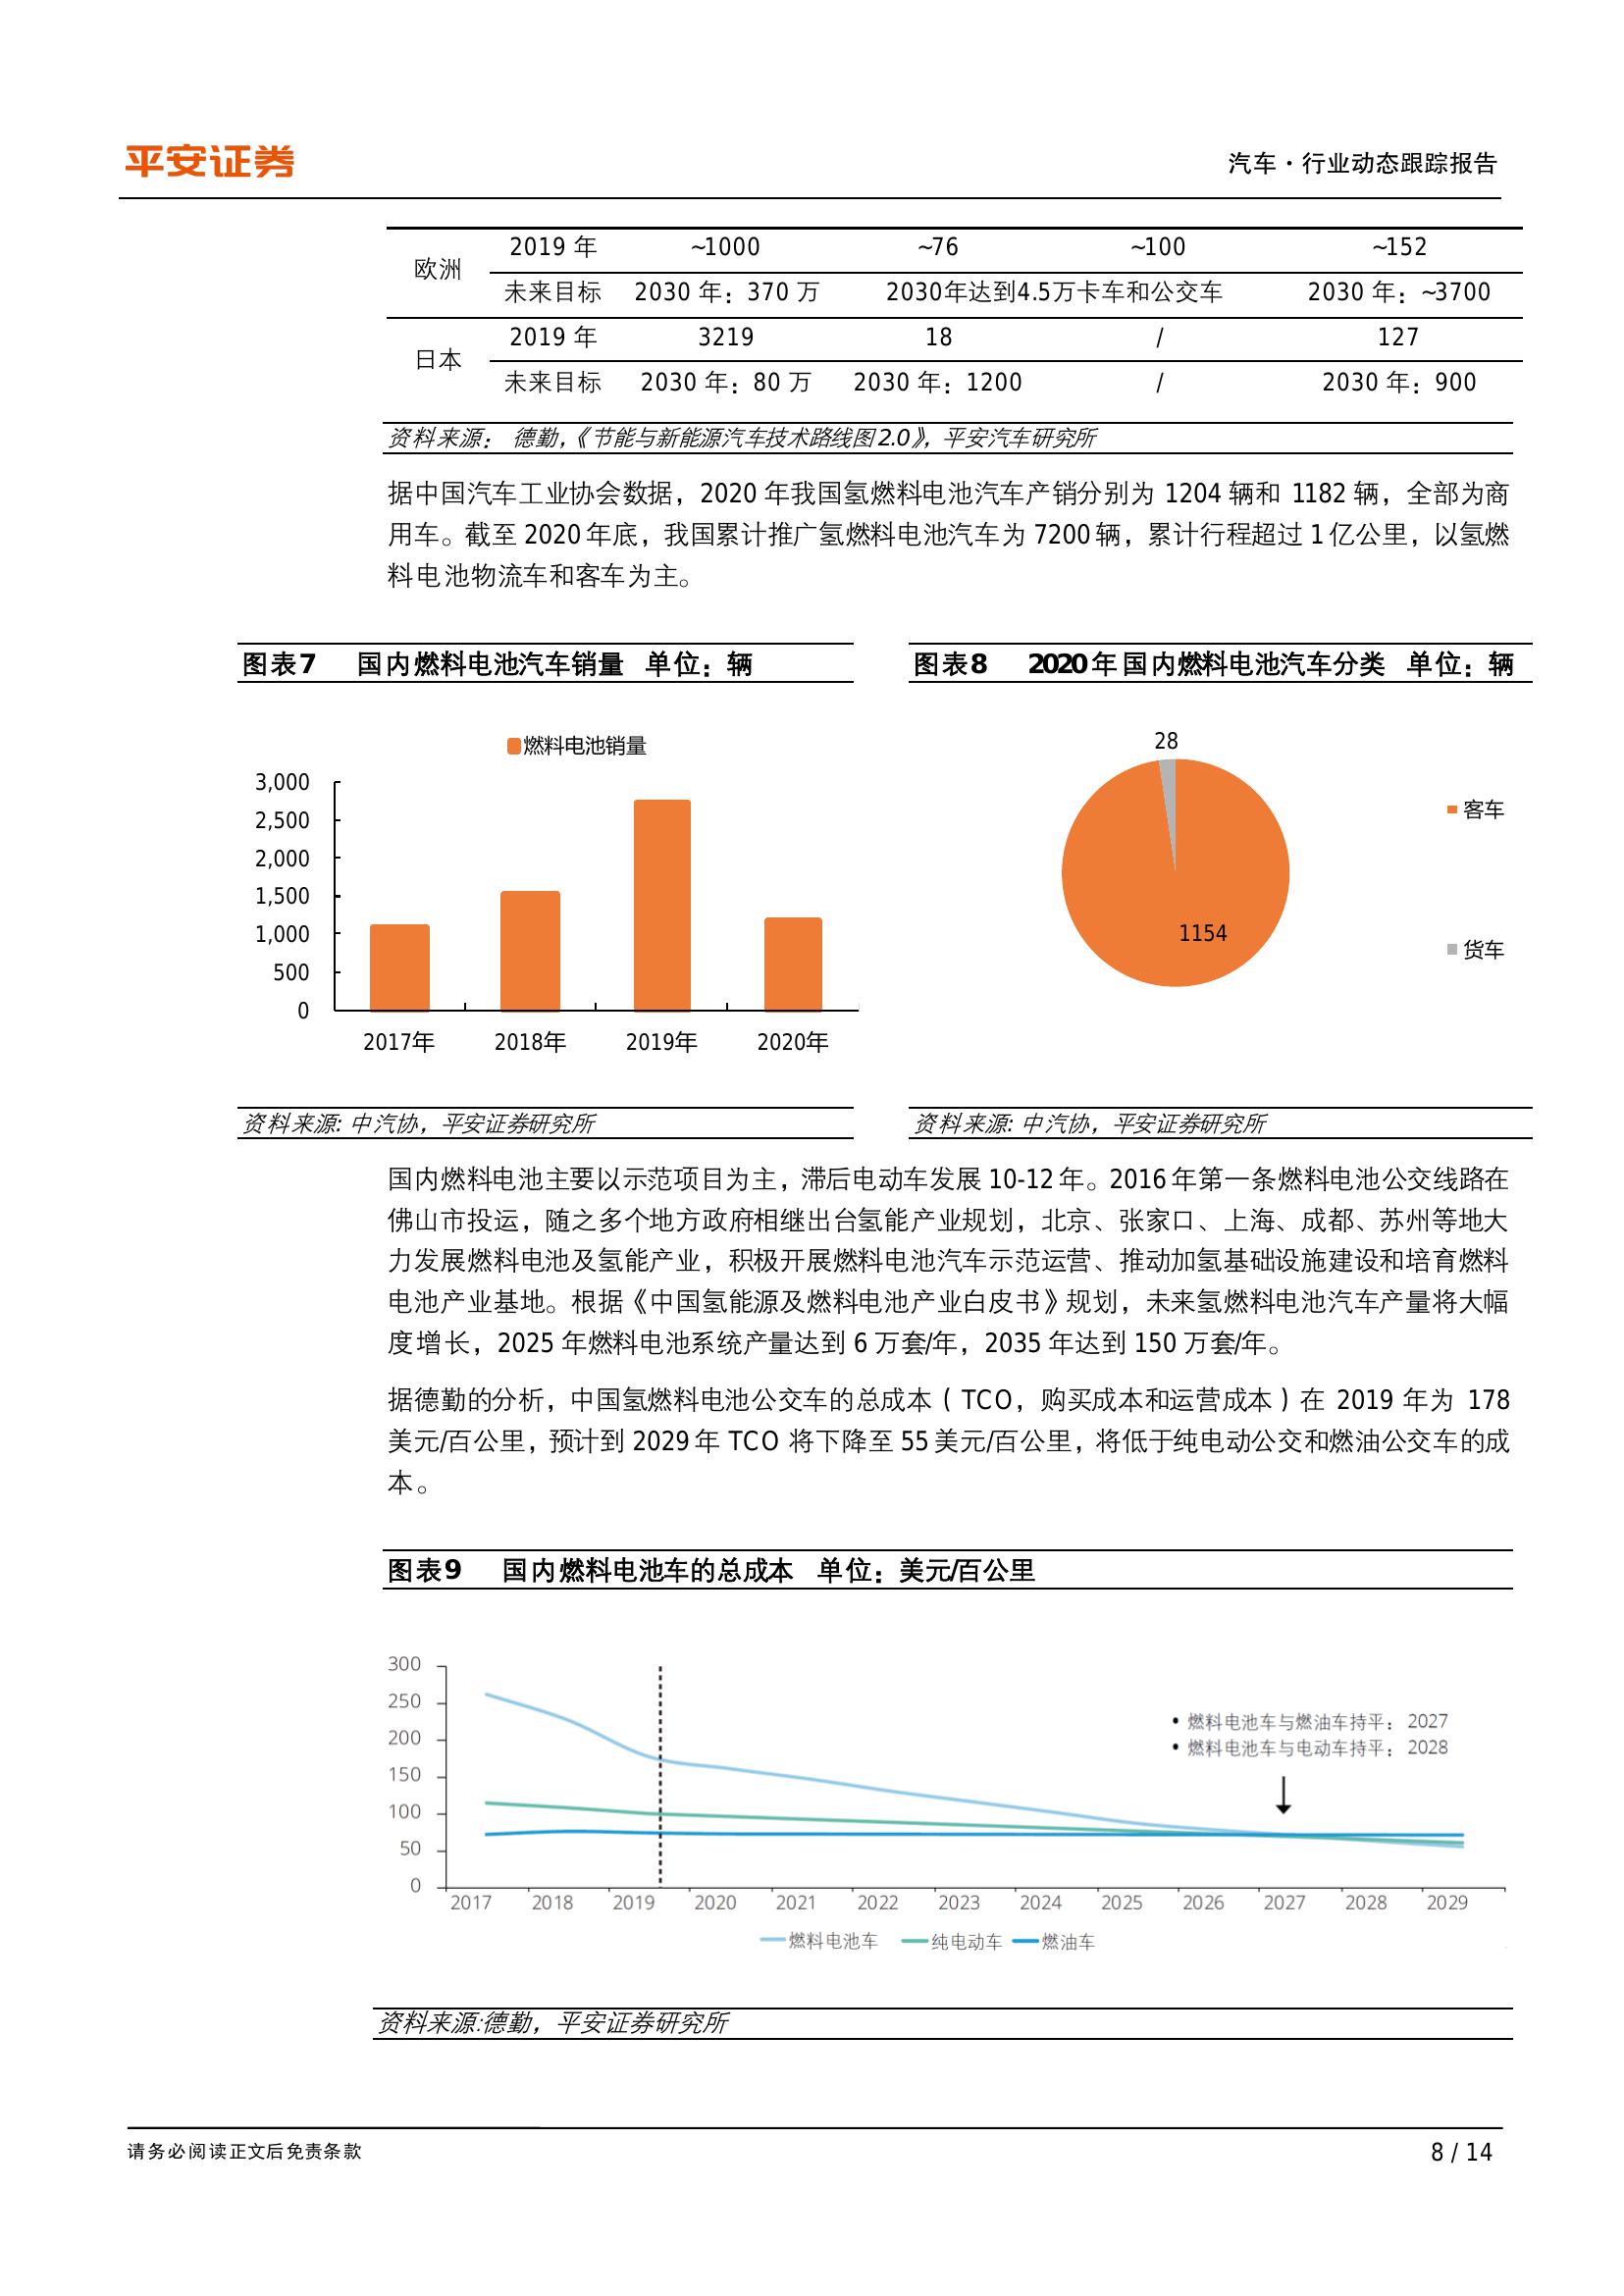 平安证券
汽车·行业动态跟踪报告
欧洲 2019 年 ~1000 ~76 ~100 ~152
未来目标 2030 年：370 万 2030年达到4.5万卡车和公交车 2030 年：~3700
日本 2019 年 3219 18 / 127
未来目标 2030 年：80 万 2030 年：1200 / 2030 年：900
资料来源： 德勤，《节能与新能源汽车技术路线图2.0》，平安汽车研究所
据中国汽车工业协会数据，2020 年我国氢燃料电池汽车产销分别为 1204 辆和 1182 辆，全部为商
用车。截至 2020 年底，我国累计推广氢燃料电池汽车为 7200 辆，累计行程超过 1 亿公里，以氢燃
料电池物流车和客车为主。
图表7 国内燃料电池汽车销量 单位：辆
燃料电池销量
3,000
2,500
2,000
1,500
1,000
500
0
2017年 2018年 2019年 2020年
资料来源: 中汽协，平安证券研究所
图表8 2020 年国内燃料电池汽车分类 单位：辆
28
1154
客车
货车
资料来源: 中汽协，平安证券研究所
国内燃料电池主要以示范项目为主，滞后电动车发展 10-12 年。2016 年第一条燃料电池公交线路在
佛山市投运，随之多个地方政府相继出台氢能产业规划，北京、张家口、上海、成都、苏州等地大
力发展燃料电池及氢能产业，积极开展燃料电池汽车示范运营、推动加氢基础设施建设和培育燃料
电池产业基地。根据《中国氢能源及燃料电池产业白皮书》规划，未来氢燃料电池汽车产量将大幅
度增长，2025 年燃料电池系统产量达到 6 万套/年，2035 年达到 150 万套/年。
据德勤的分析，中国氢燃料电池公交车的总成本（TCO，购买成本和运营成本）在 2019 年为 178
美元/百公里，预计到 2029 年 TCO 将下降至 55 美元/百公里，将低于纯电动公交和燃油公交车的成
本。
图表9 国内燃料电池车的总成本 单位：美元/百公里
300
250
200
150
100
50
0
• 燃料电池车与燃油车持平： 2027
• 燃料电池车与电动车持平： 2028
2017 2018 2019 2020 2021 2022 2023 2024 2025 2026 2027 2028 2029
燃料电池车 纯电动车 燃油车
资料来源:德勤，平安证券研究所
请务必阅读正文后免责条款
8 / 14